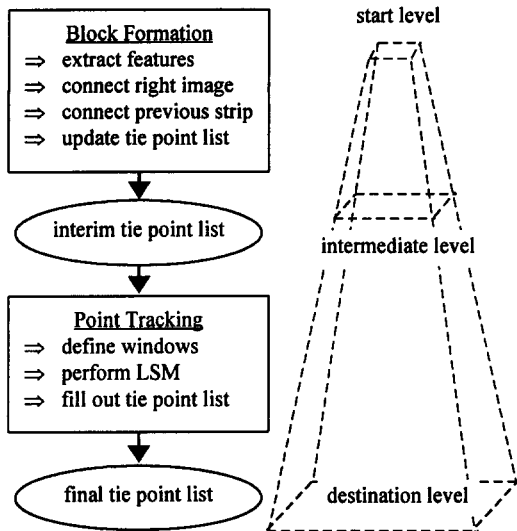 Block Formation
⇒ extract features
⇒ connect right image
⇒ connect previous strip
⇒ update tie point list
interim tie point list
Point Tracking
⇒ define windows
⇒ perform LSM
⇒ fill out tie point list
final tie point list
start level
intermediate level
destination level